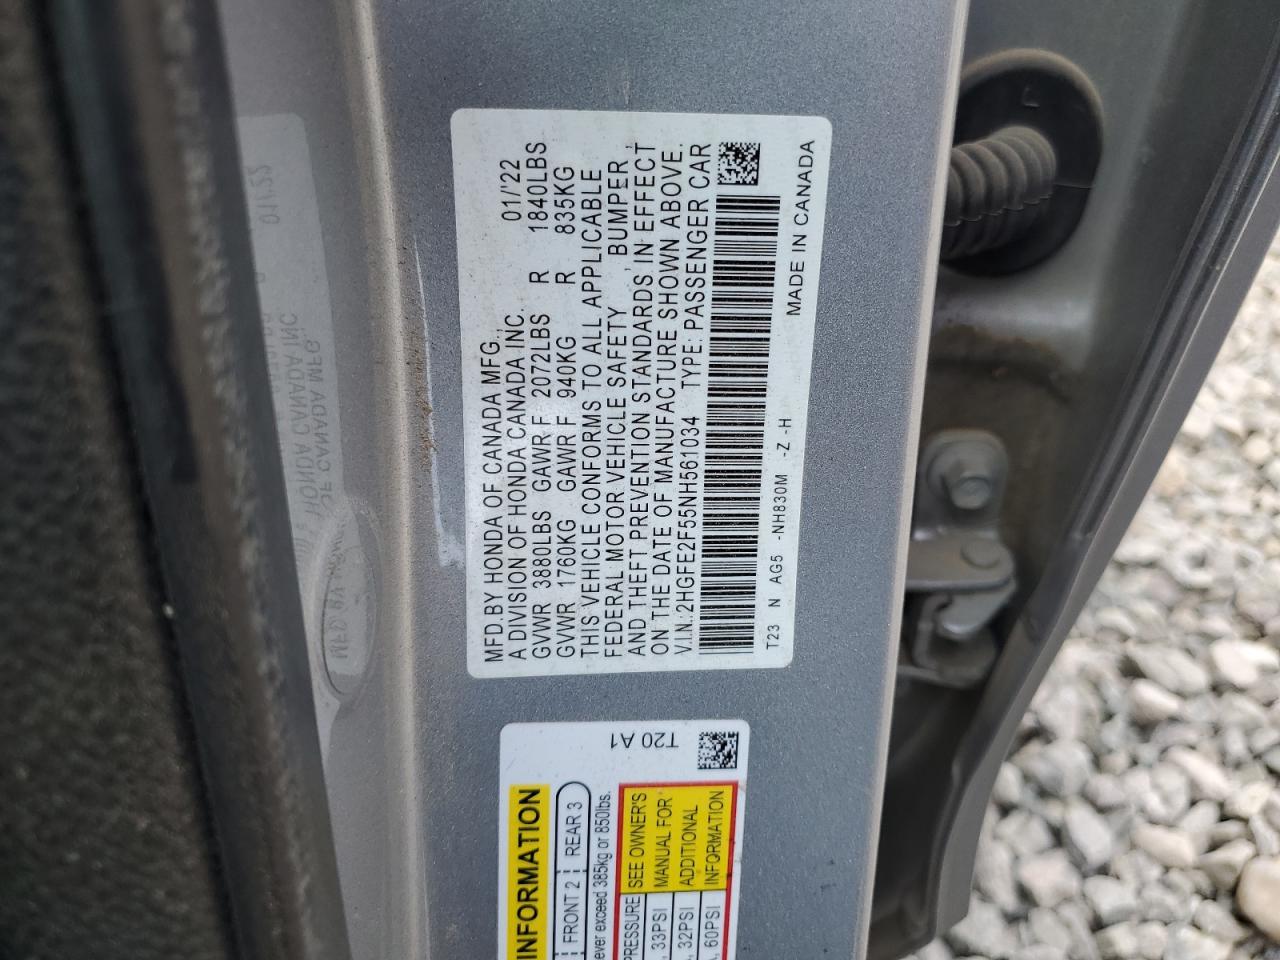 MFD.BY HONDA OF CANADA MFG.,
A DIVISION OF HONDA CANADA INC. 01/'22
GVWR 3880LBS GAWR F 2072LBS R 1840LBS
GVWR 1760KG GAWR F 940KG R 835KG
THIS VEHICLE CONFORMS TO ALL APPLICABLE
FEDERAL MOTOR VEHICLE SAFETY, BUMPER,
AND THEFT PREVENTION STANDARDS IN EFFECT
ON THE DATE OF MANUFACTURE SHOWN ABOVE.
V.I.N.:2HGFE2F55NH561034 TYPE: PASSENGER CAR
T23 N AG5 -NH830M -Z -H
MADE IN CANADA
T20 A1
INFORMATION
FRONT 2 REAR 3
ever exceed 385kg or 850lbs.
PRESSURE SEE OWNER'S
MANUAL FOR
ADDITIONAL
INFORMATION
33PSI
32PSI
60PSI
L